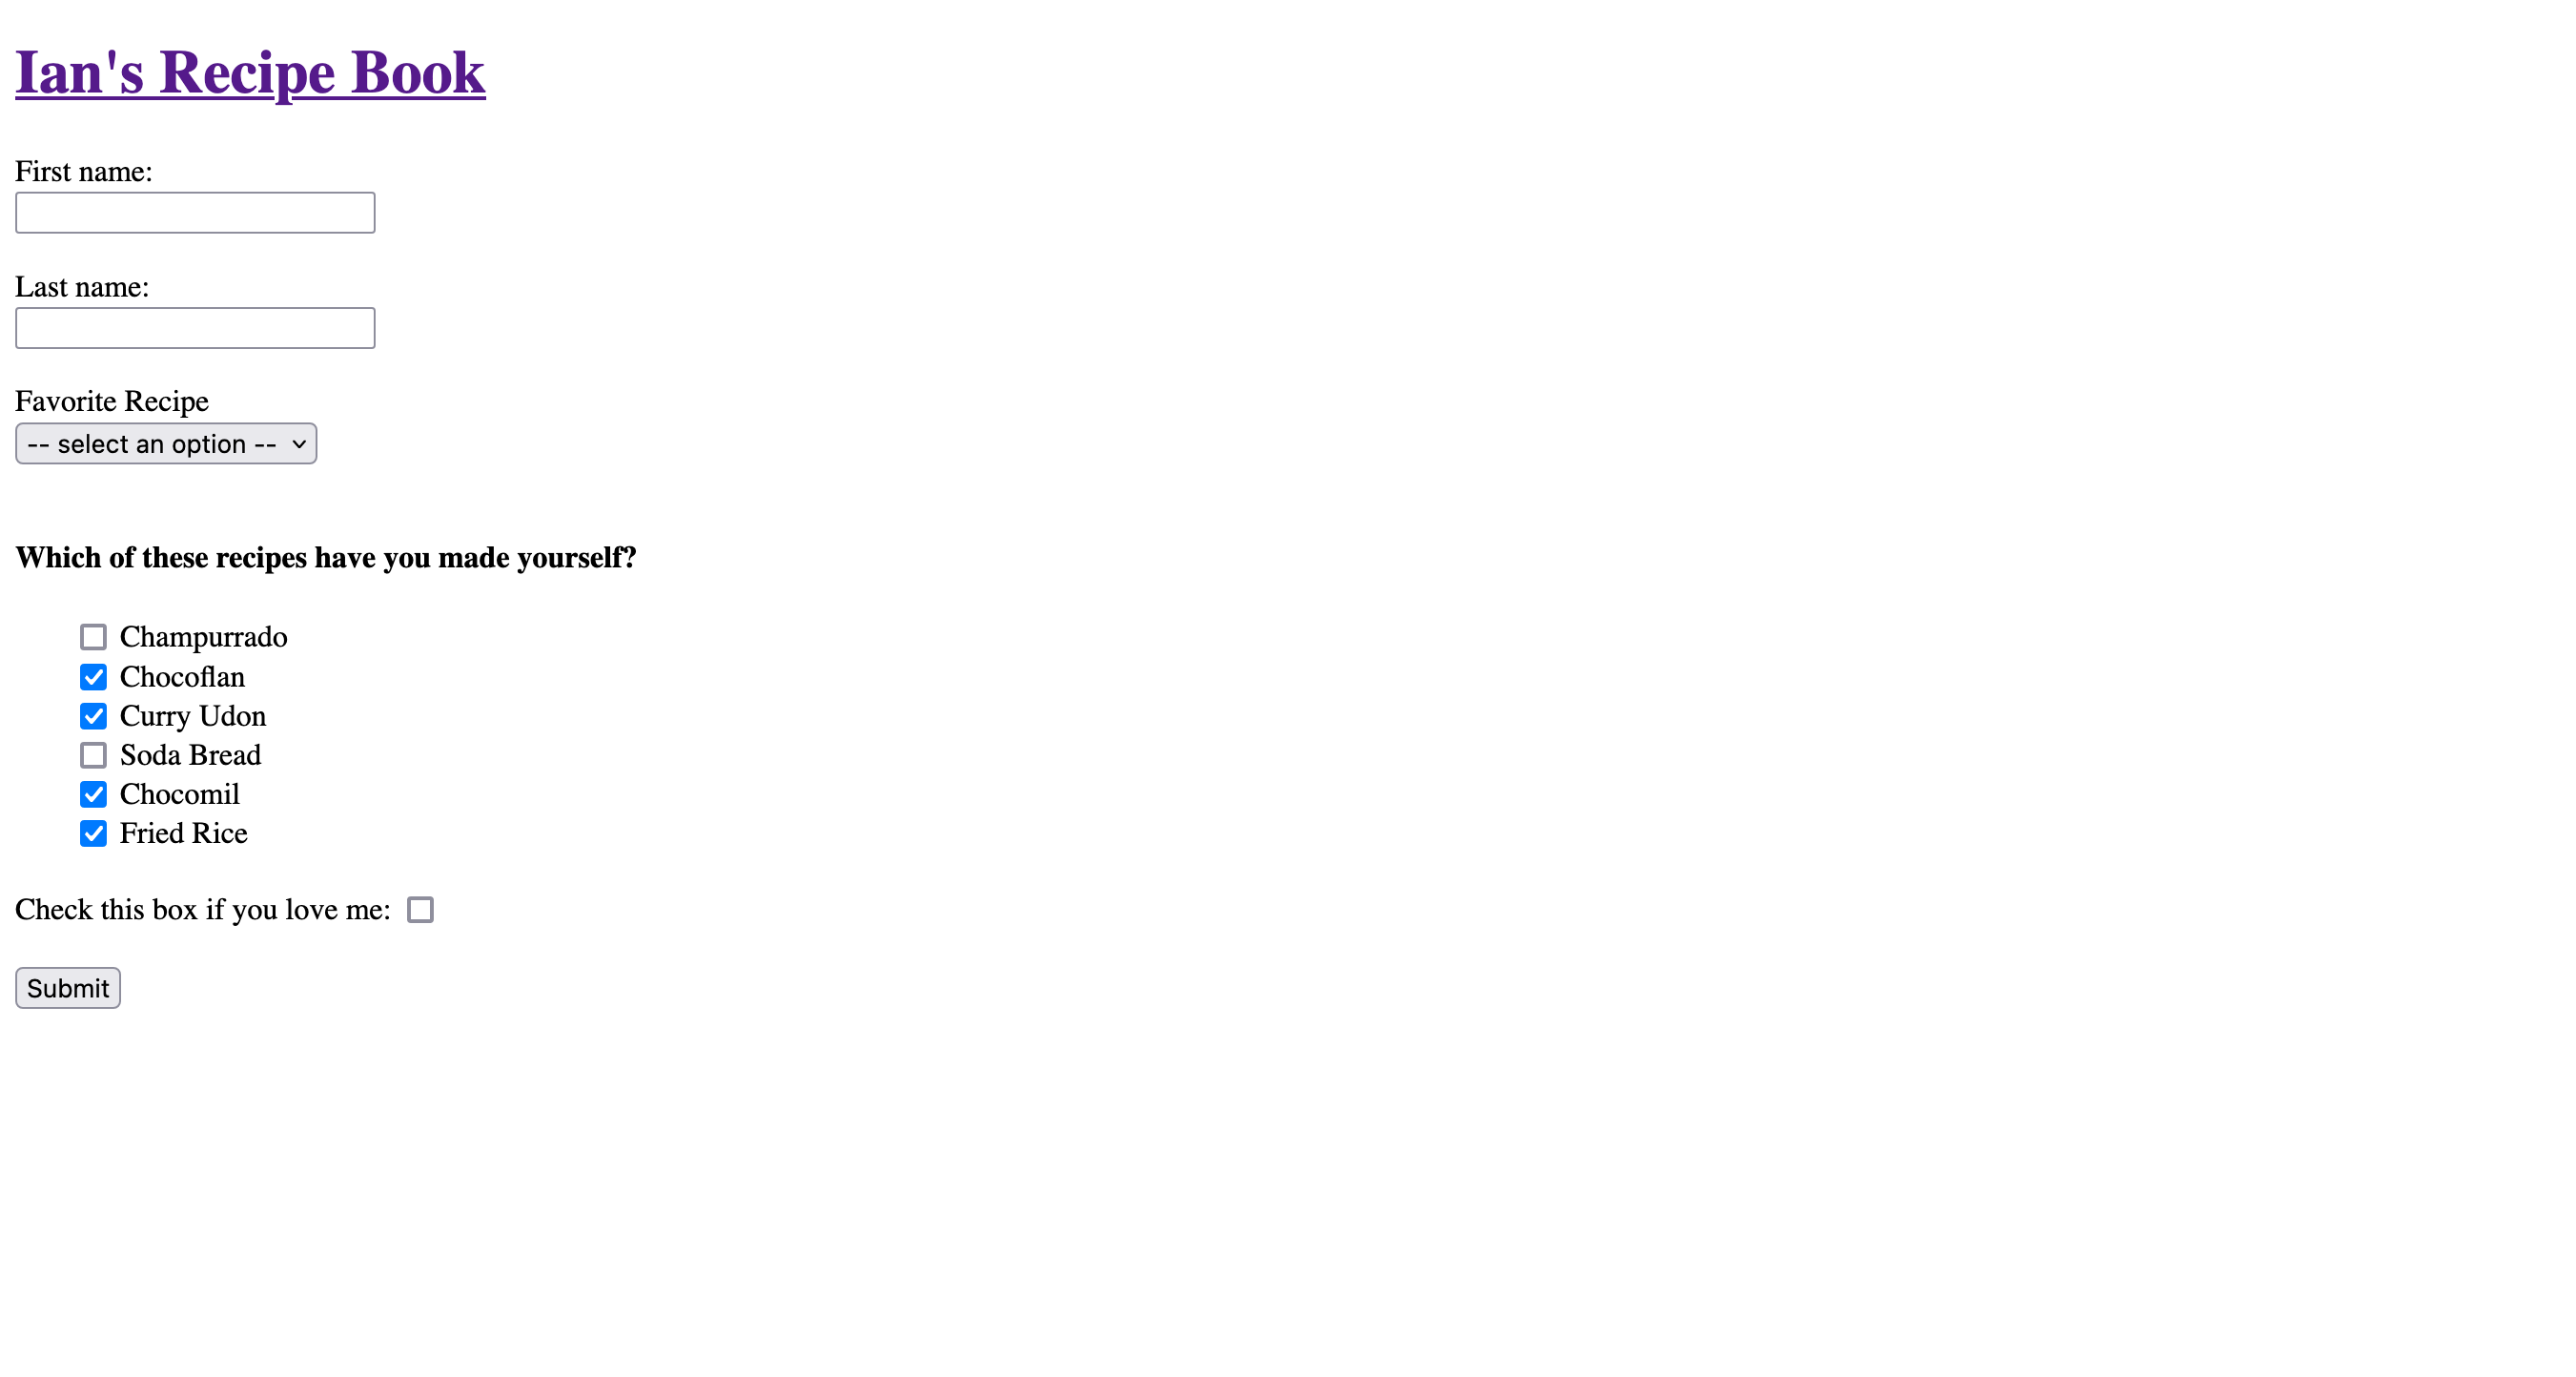 Ian's Recipe Book
First name:
Last name:
Favorite Recipe
-- select an option --
Which of these recipes have you made yourself?
Champurrado
Chocoflan
Curry Udon
Soda Bread
Chocomil
Fried Rice
Check this box if you love me:
Submit